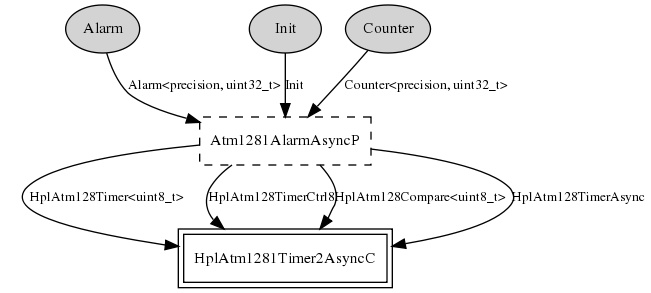 Alarm
Init
Counter
Alarm<precision, uint32_t>
Init
Counter<precision, uint32_t>
Atm1281AlarmAsyncP
HplAtm128Timer<uint8_t>
HplAtm128TimerCtrl8
HplAtm128Compare<uint8_t>
HplAtm128TimerAsync
HplAtm1281Timer2AsyncC